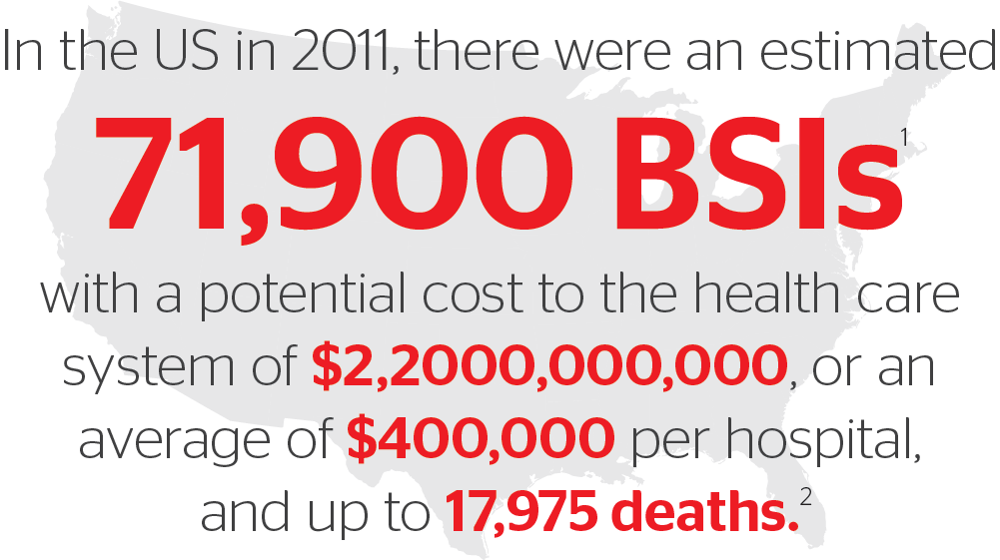 In the US in 2011, there were an estimated
71,900 BSIs¹
with a potential cost to the health care
system of $2,2000,000,000, or an
average of $400,000 per hospital,
and up to 17,975 deaths.²